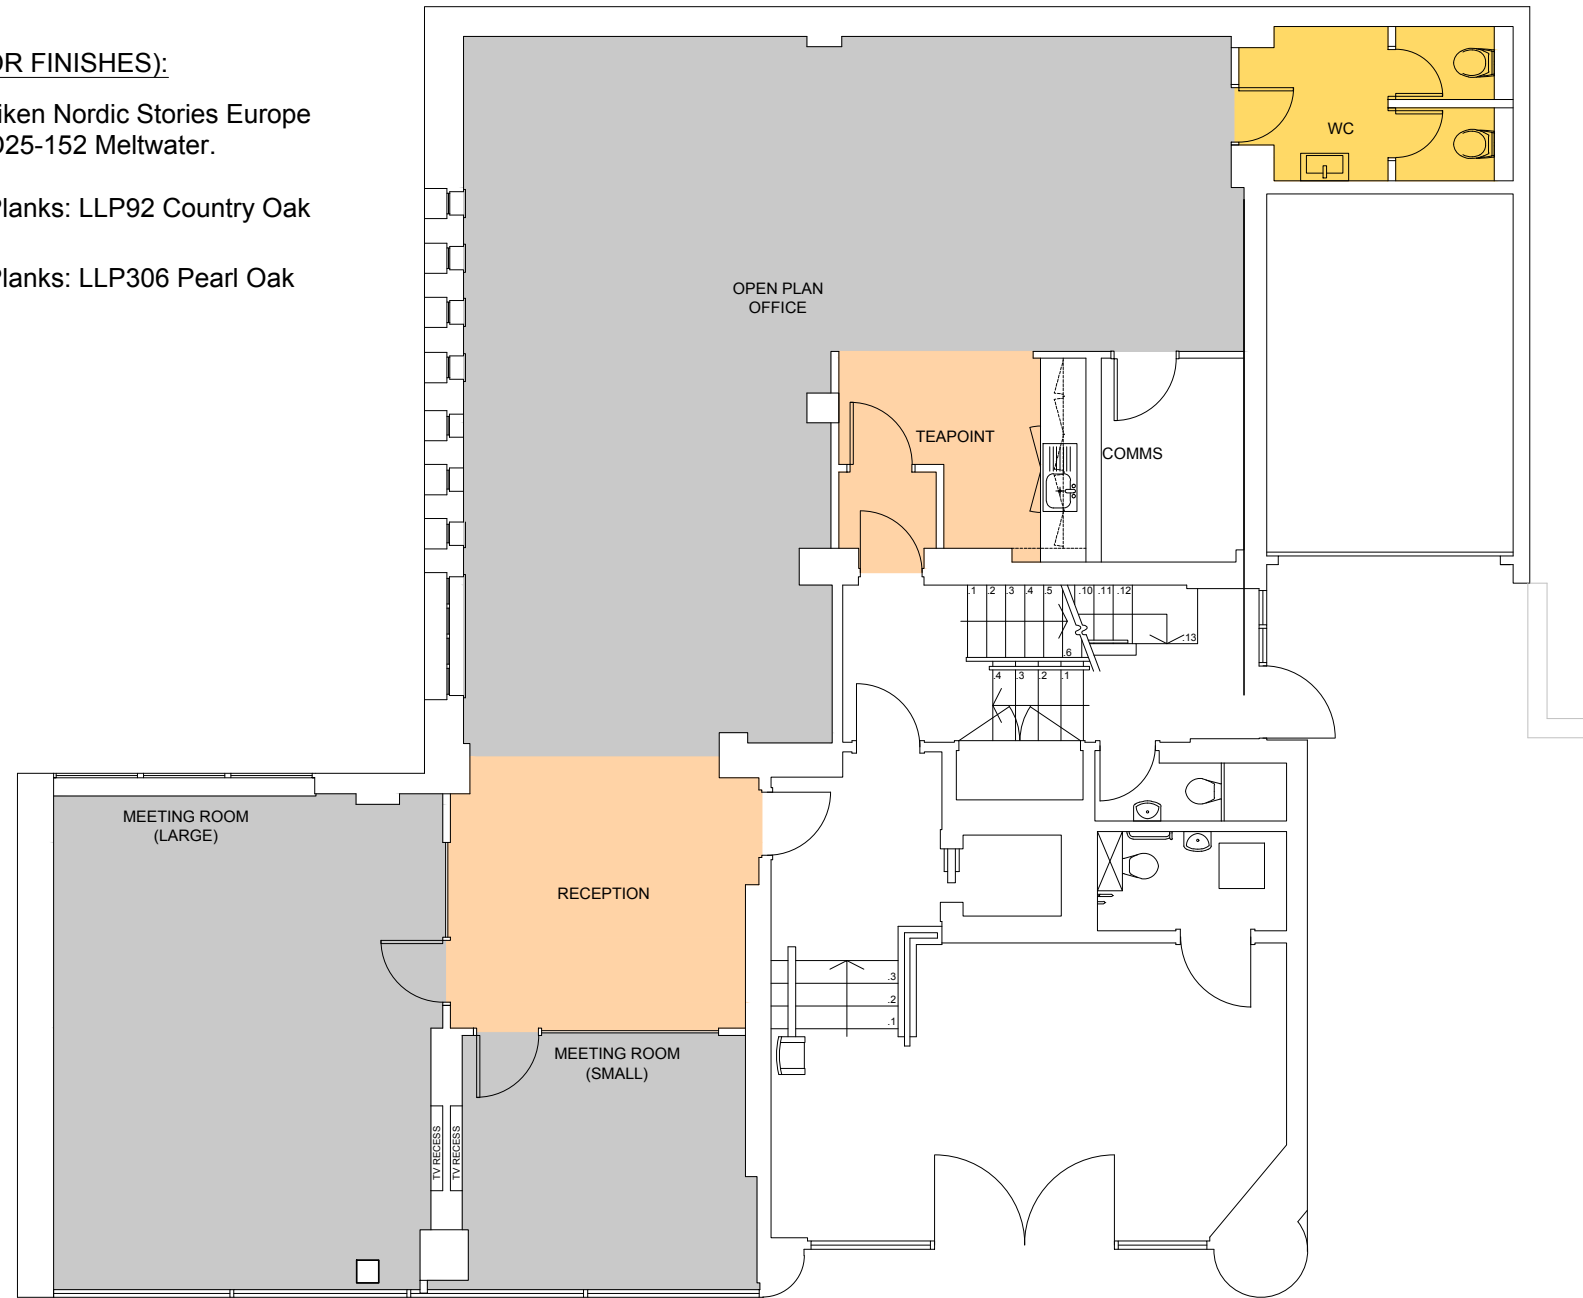 OR FINISHES):
iken Nordic Stories Europe
025-152 Meltwater.
Planks: LLP92 Country Oak
Planks: LLP306 Pearl Oak
WC
OPEN PLAN
OFFICE
TEAPOINT
COMMS
.1 .2 .3 .4 .5 .10 .11 .12
.13
.6
.4 .3 .2 .1
MEETING ROOM
(LARGE)
RECEPTION
.3
.2
.1
MEETING ROOM
(SMALL)
TV RECESS
TV RECESS